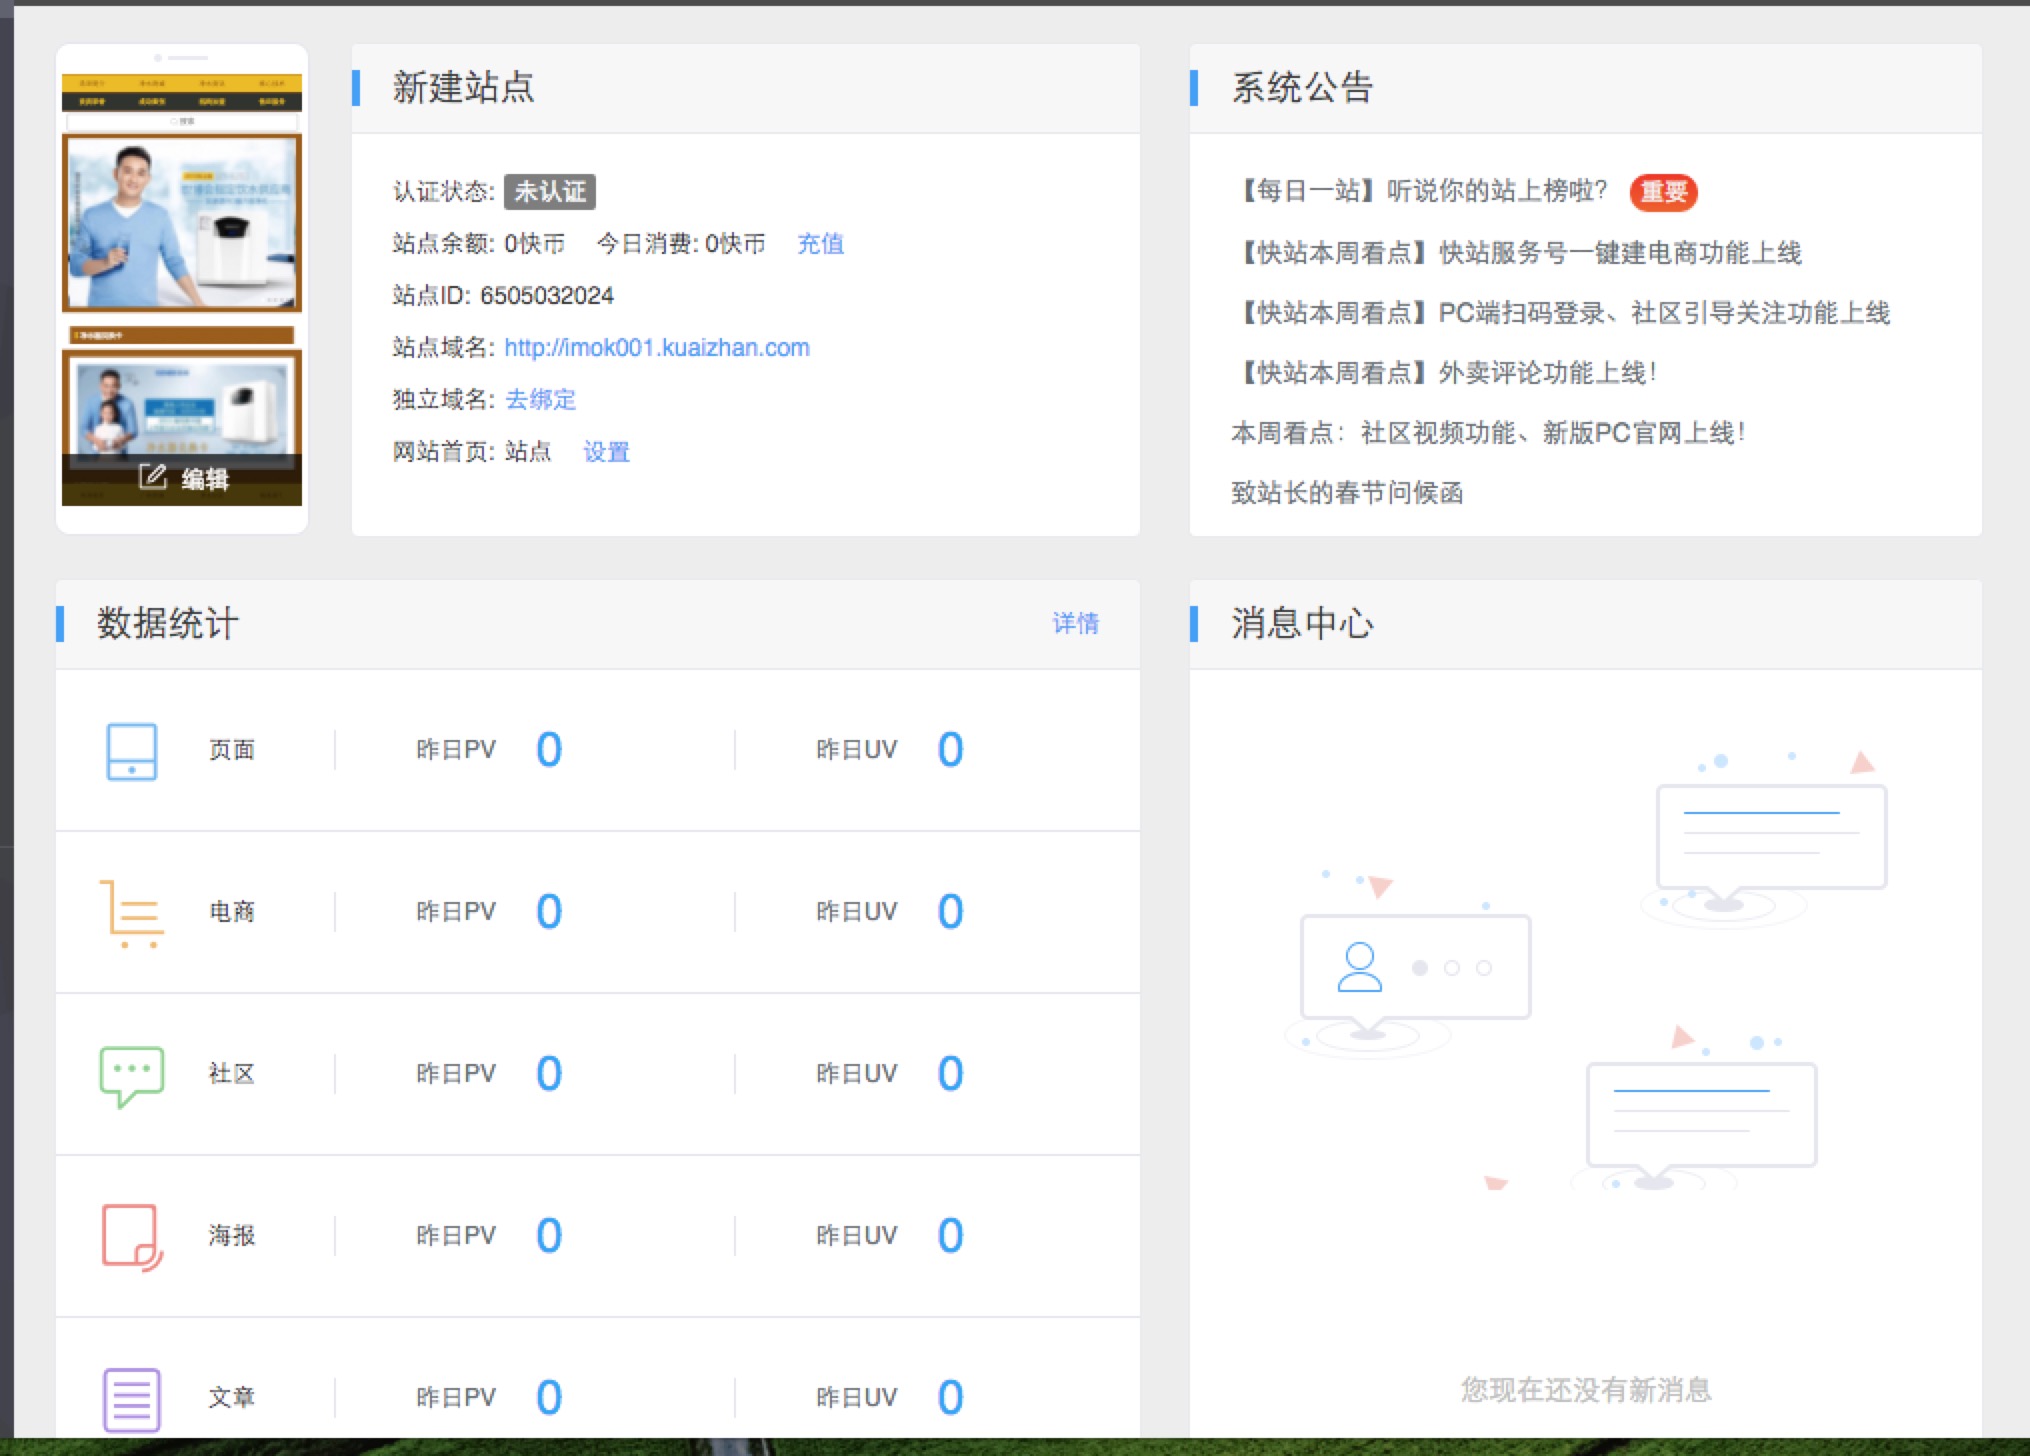 搜索
编辑
新建站点
认证状态: 未认证
站点余额: 0快币 今日消费: 0快币 充值
站点ID: 6505032024
站点域名: http://imok001.kuaizhan.com
独立域名: 去绑定
网站首页: 站点 设置
系统公告
【每日一站】听说你的站上榜啦? 重要
【快站本周看点】快站服务号一键建电商功能上线
【快站本周看点】PC端扫码登录、社区引导关注功能上线
【快站本周看点】外卖评论功能上线!
本周看点：社区视频功能、新版PC官网上线!
致站长的春节问候函
数据统计 详情
页面 昨日PV 0 昨日UV 0
电商 昨日PV 0 昨日UV 0
社区 昨日PV 0 昨日UV 0
海报 昨日PV 0 昨日UV 0
文章 昨日PV 0 昨日UV 0
消息中心
您现在还没有新消息